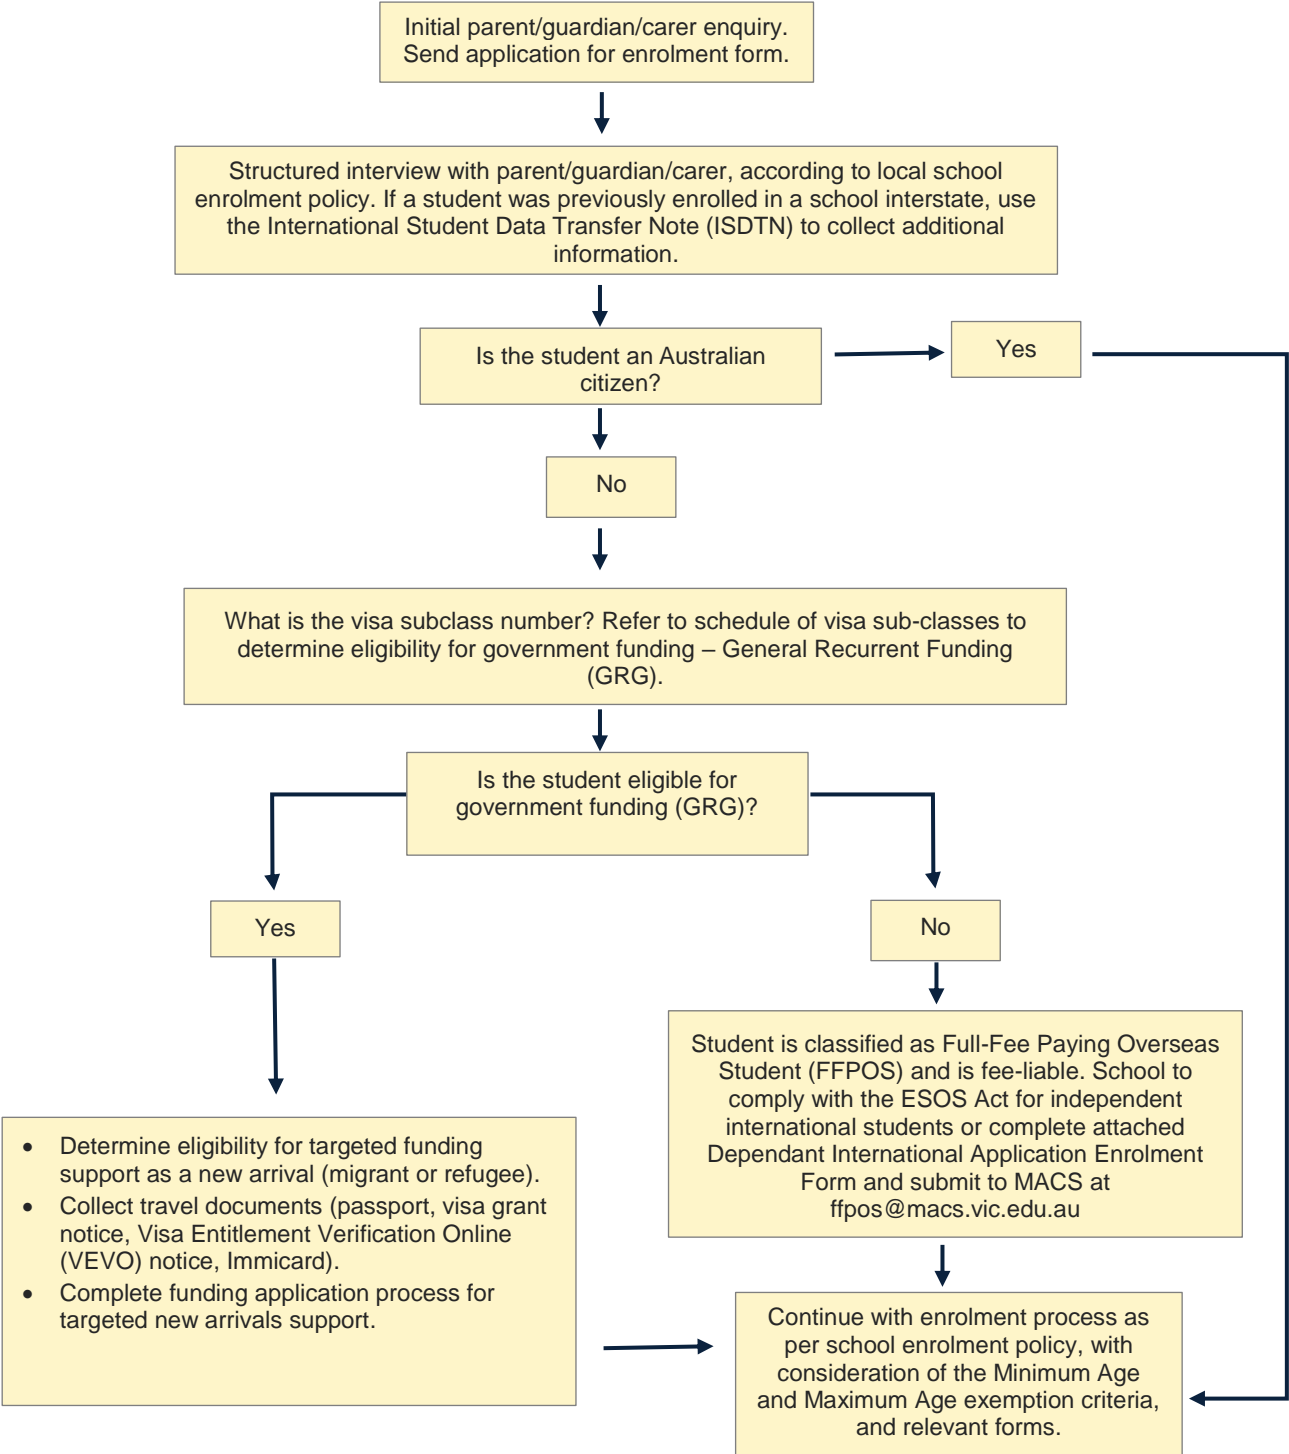 Initial parent/guardian/carer enquiry.
Send application for enrolment form.
Structured interview with parent/guardian/carer, according to local school
enrolment policy. If a student was previously enrolled in a school interstate, use
the International Student Data Transfer Note (ISDTN) to collect additional
information.
Is the student an Australian
citizen?
Yes
No
What is the visa subclass number? Refer to schedule of visa sub-classes to
determine eligibility for government funding – General Recurrent Funding
(GRG).
Is the student eligible for
government funding (GRG)?
Yes
No
Student is classified as Full-Fee Paying Overseas
Student (FFPOS) and is fee-liable. School to
comply with the ESOS Act for independent
international students or complete attached
Dependant International Application Enrolment
Form and submit to MACS at
ffpos@macs.vic.edu.au
• Determine eligibility for targeted funding
support as a new arrival (migrant or refugee).
• Collect travel documents (passport, visa grant
notice, Visa Entitlement Verification Online
(VEVO) notice, Immicard).
• Complete funding application process for
targeted new arrivals support.
Continue with enrolment process as
per school enrolment policy, with
consideration of the Minimum Age
and Maximum Age exemption criteria,
and relevant forms.